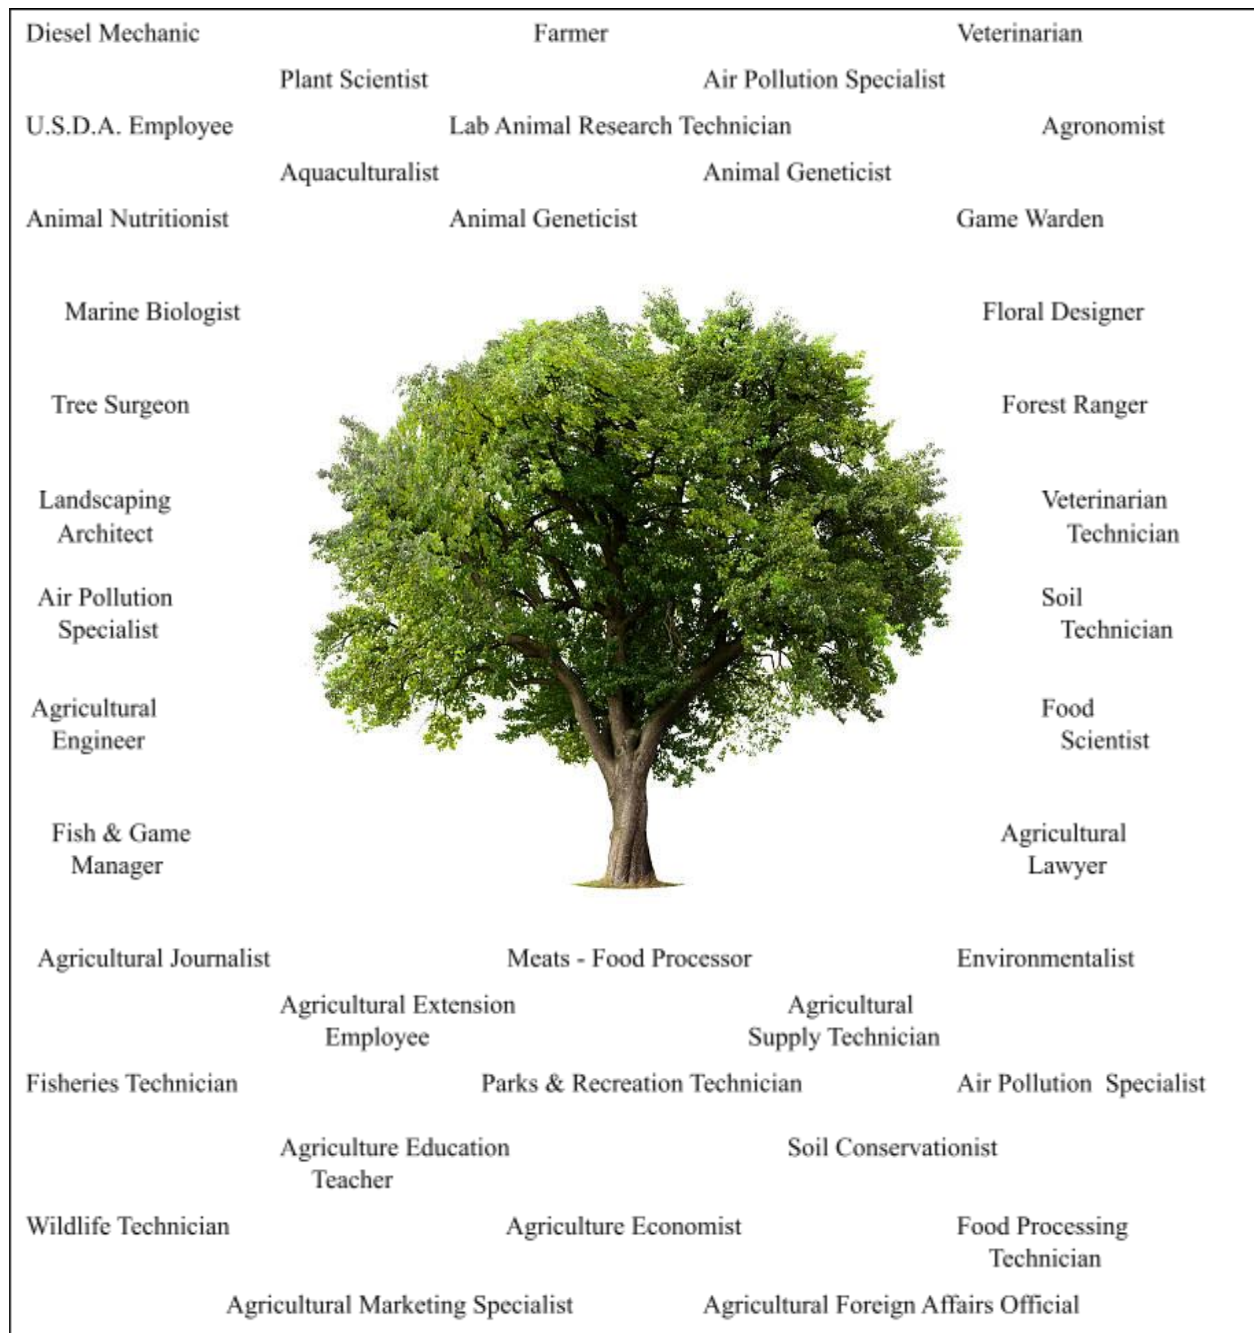 Diesel Mechanic Farmer Veterinarian
Plant Scientist Air Pollution Specialist
U.S.D.A. Employee Lab Animal Research Technician Agronomist
Aquaculturalist Animal Geneticist
Animal Nutritionist Animal Geneticist Game Warden
Marine Biologist Floral Designer
Tree Surgeon Forest Ranger
Landscaping Veterinarian
Architect Technician
Air Pollution Soil
Specialist Technician
Agricultural Food
Engineer Scientist
Fish & Game Agricultural
Manager Lawyer
Agricultural Journalist Meats - Food Processor Environmentalist
Agricultural Extension Agricultural
Employee Supply Technician
Fisheries Technician Parks & Recreation Technician Air Pollution Specialist
Agriculture Education Soil Conservationist
Teacher
Wildlife Technician Agriculture Economist Food Processing
Technician
Agricultural Marketing Specialist Agricultural Foreign Affairs Official